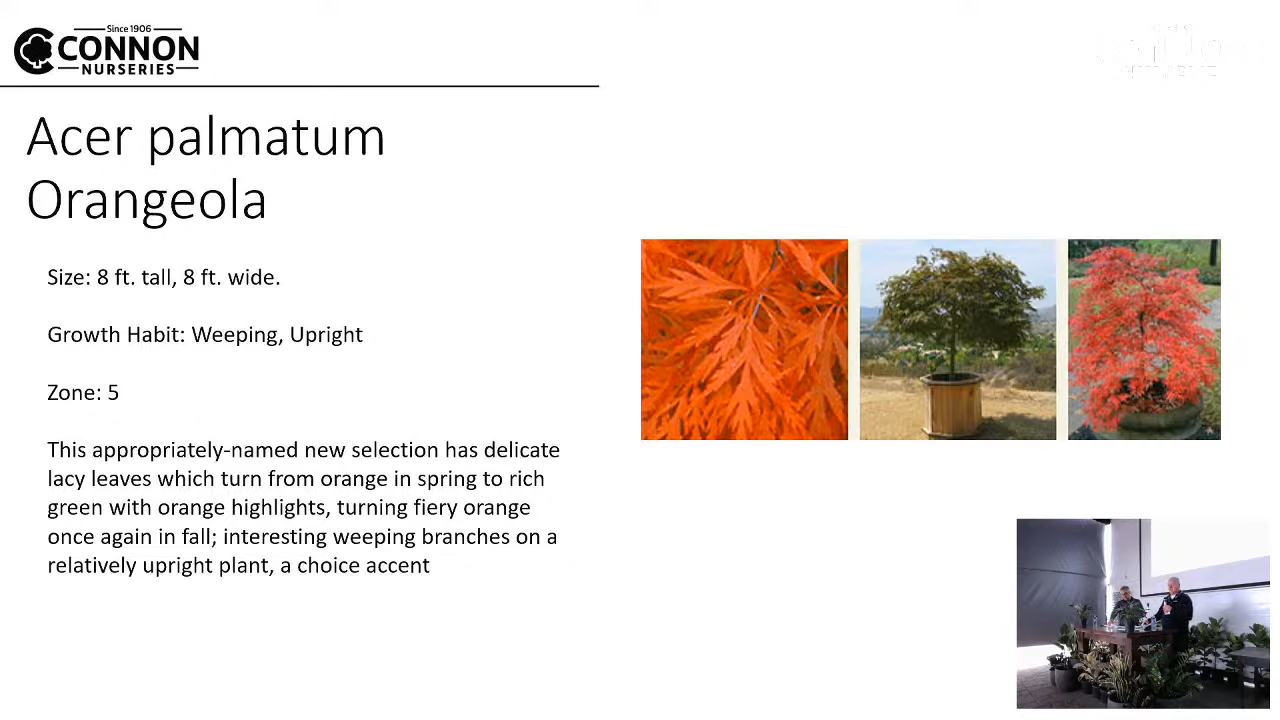 Since 1906
CONNON
NURSERIES
Acer palmatum
Orangeola
Size: 8 ft. tall, 8 ft. wide.
Growth Habit: Weeping, Upright
Zone: 5
This appropriately-named new selection has delicate
lacy leaves which turn from orange in spring to rich
green with orange highlights, turning fiery orange
once again in fall; interesting weeping branches on a
relatively upright plant, a choice accent